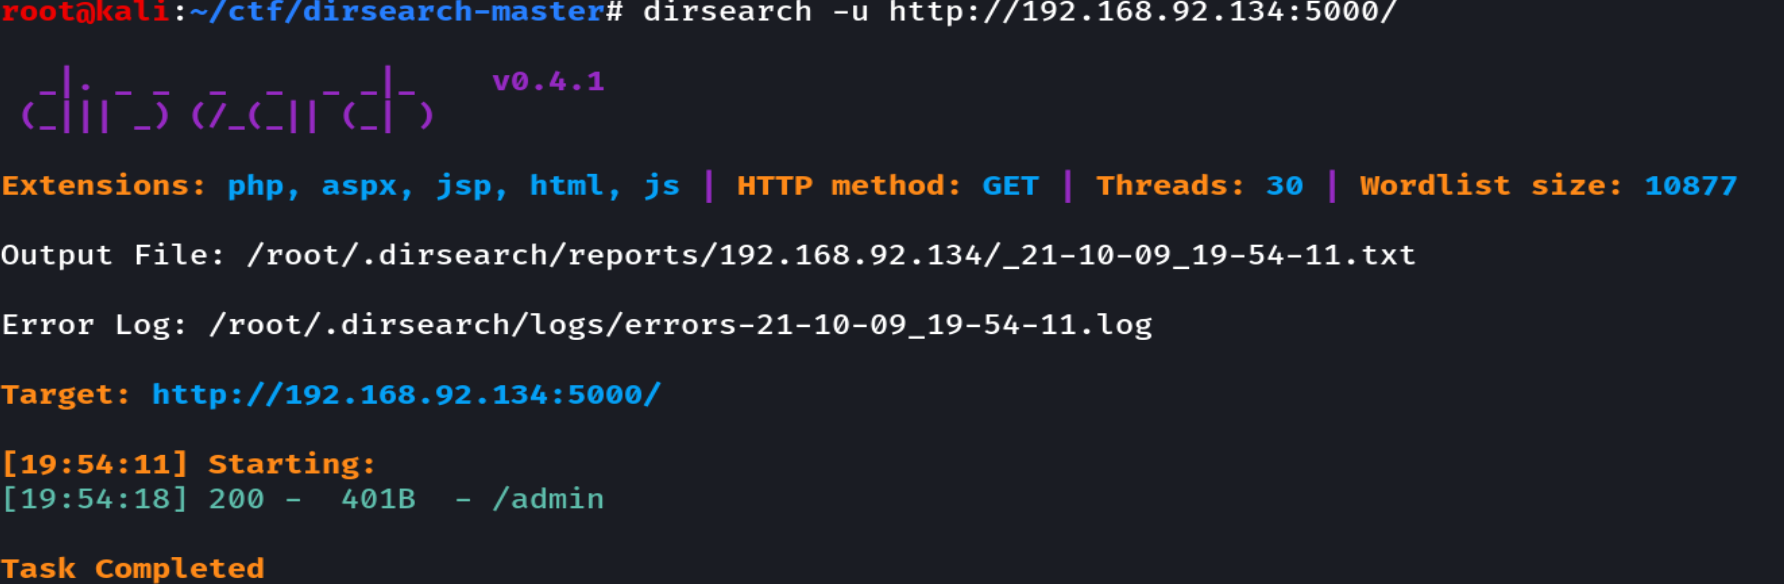 root@kali:~/ctf/dirsearch-master# dirsearch -u http://192.168.92.134:5000/
  _|. _ _  _  _  _ _|_    v0.4.1
 (_||| _) (/_(_|| (_| )
Extensions: php, aspx, jsp, html, js | HTTP method: GET | Threads: 30 | Wordlist size: 10877
Output File: /root/.dirsearch/reports/192.168.92.134/_21-10-09_19-54-11.txt
Error Log: /root/.dirsearch/logs/errors-21-10-09_19-54-11.log
Target: http://192.168.92.134:5000/
[19:54:11] Starting:
[19:54:18] 200 -  401B  - /admin
Task Completed